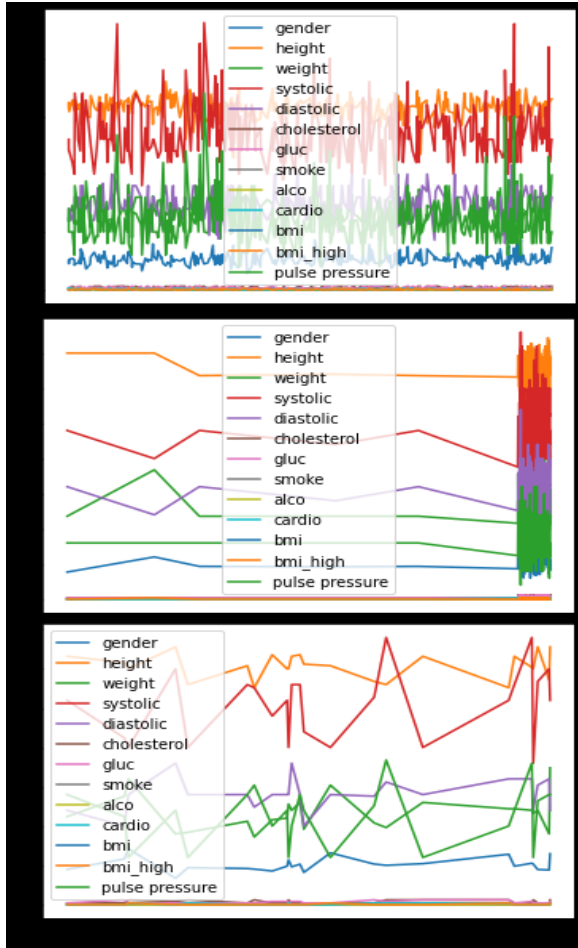 gender
height
weight
systolic
diastolic
cholesterol
gluc
smoke
alco
cardio
bmi
bmi_high
pulse pressure
gender
height
weight
systolic
diastolic
cholesterol
gluc
smoke
alco
cardio
bmi
bmi_high
pulse pressure
gender
height
weight
systolic
diastolic
cholesterol
gluc
smoke
alco
cardio
bmi
bmi_high
pulse pressure